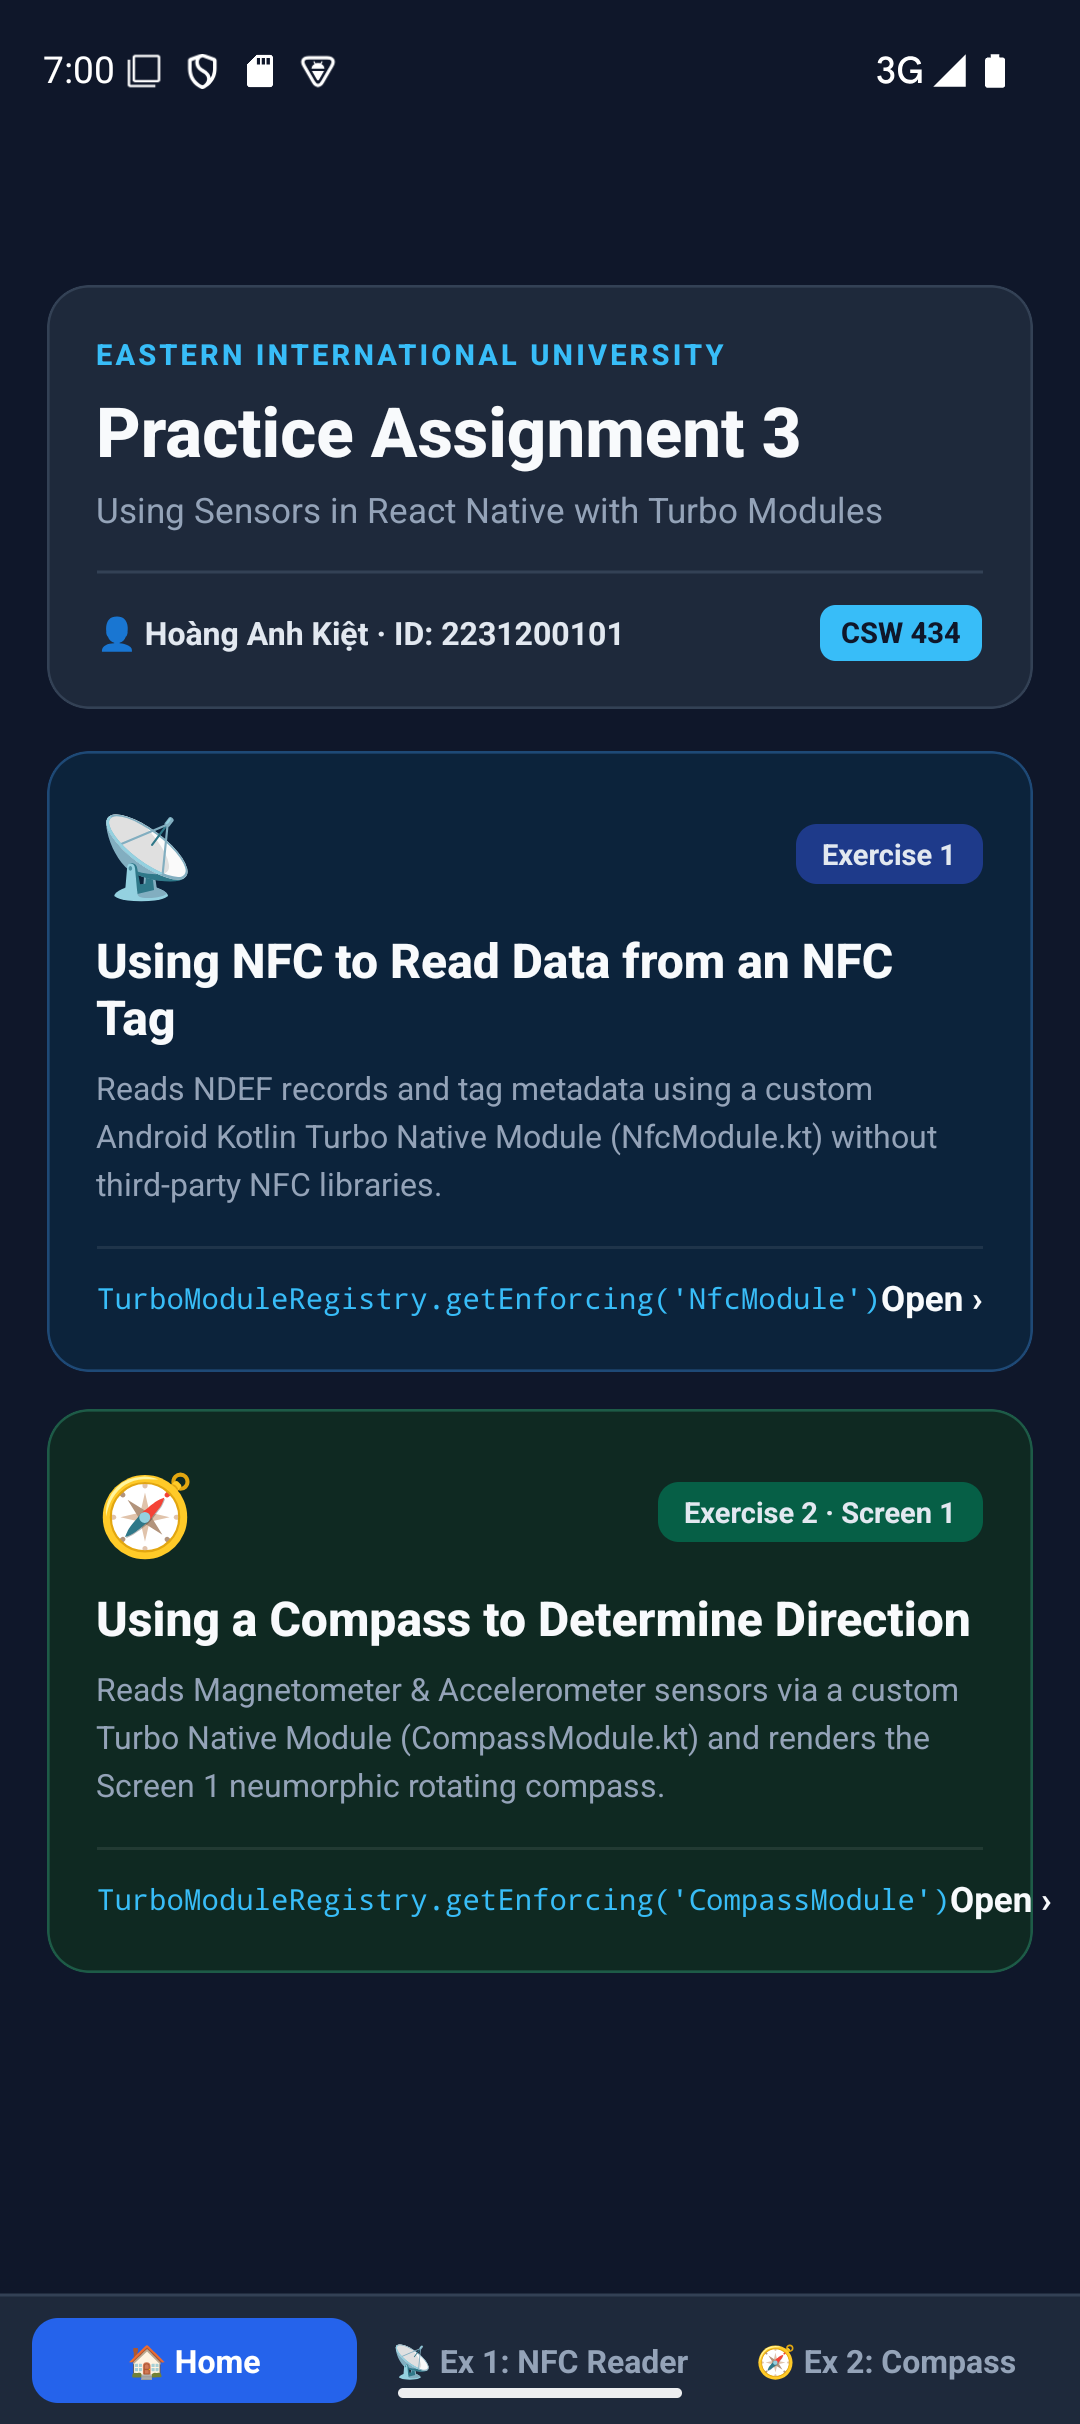 7:00
3G
EASTERN INTERNATIONAL UNIVERSITY
Practice Assignment 3
Using Sensors in React Native with Turbo Modules
Hoàng Anh Kiệt · ID: 2231200101
CSW 434
Exercise 1
Using NFC to Read Data from an NFC
Tag
Reads NDEF records and tag metadata using a custom
Android Kotlin Turbo Native Module (NfcModule.kt) without
third-party NFC libraries.
TurboModuleRegistry.getEnforcing('NfcModule')
Open ›
Exercise 2 · Screen 1
Using a Compass to Determine Direction
Reads Magnetometer & Accelerometer sensors via a custom
Turbo Native Module (CompassModule.kt) and renders the
Screen 1 neumorphic rotating compass.
TurboModuleRegistry.getEnforcing('CompassModule')
Open ›
Home
Ex 1: NFC Reader
Ex 2: Compass